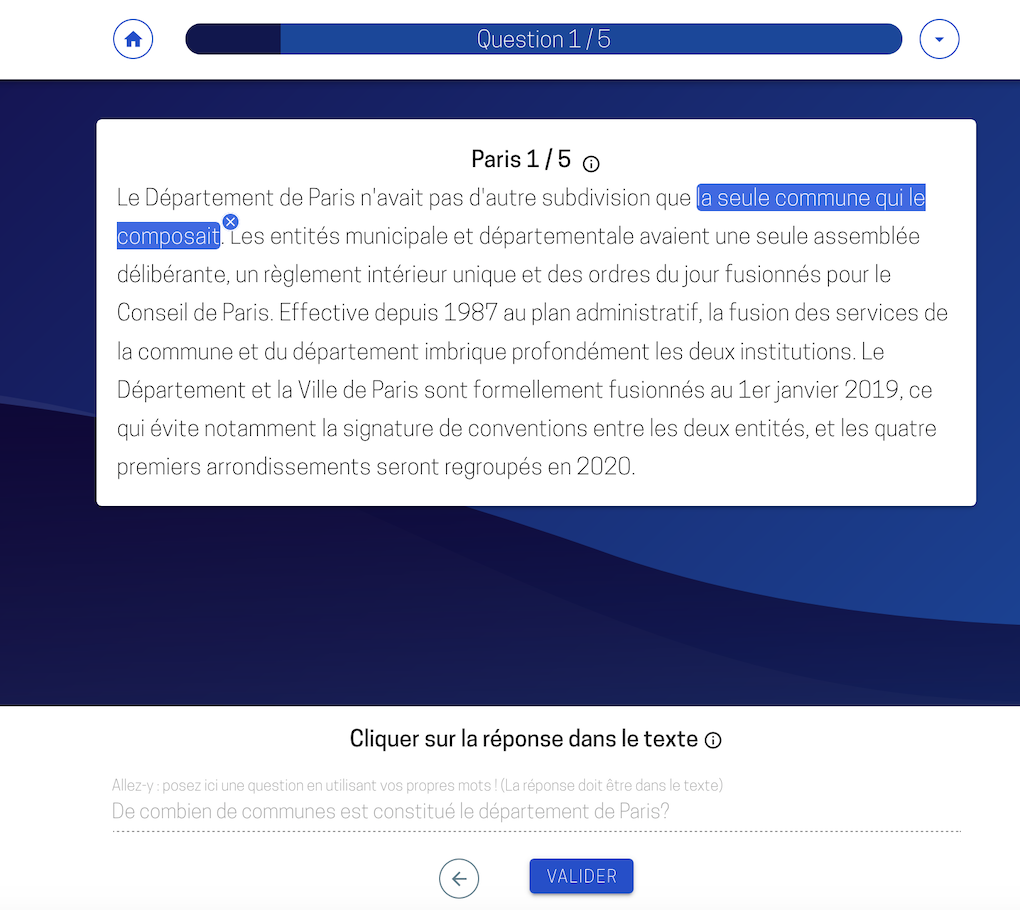 Question 1 / 5
Paris 1 / 5
Le Département de Paris n'avait pas d'autre subdivision que la seule commune qui le
composait. Les entités municipale et départementale avaient une seule assemblée
délibérante, un règlement intérieur unique et des ordres du jour fusionnés pour le
Conseil de Paris. Effective depuis 1987 au plan administratif, la fusion des services de
la commune et du département imbrique profondément les deux institutions. Le
Département et la Ville de Paris sont formellement fusionnés au 1er janvier 2019, ce
qui évite notamment la signature de conventions entre les deux entités, et les quatre
premiers arrondissements seront regroupés en 2020.
Cliquer sur la réponse dans le texte
Allez-y : posez ici une question en utilisant vos propres mots ! (La réponse doit être dans le texte)
De combien de communes est constitué le département de Paris?
VALIDER